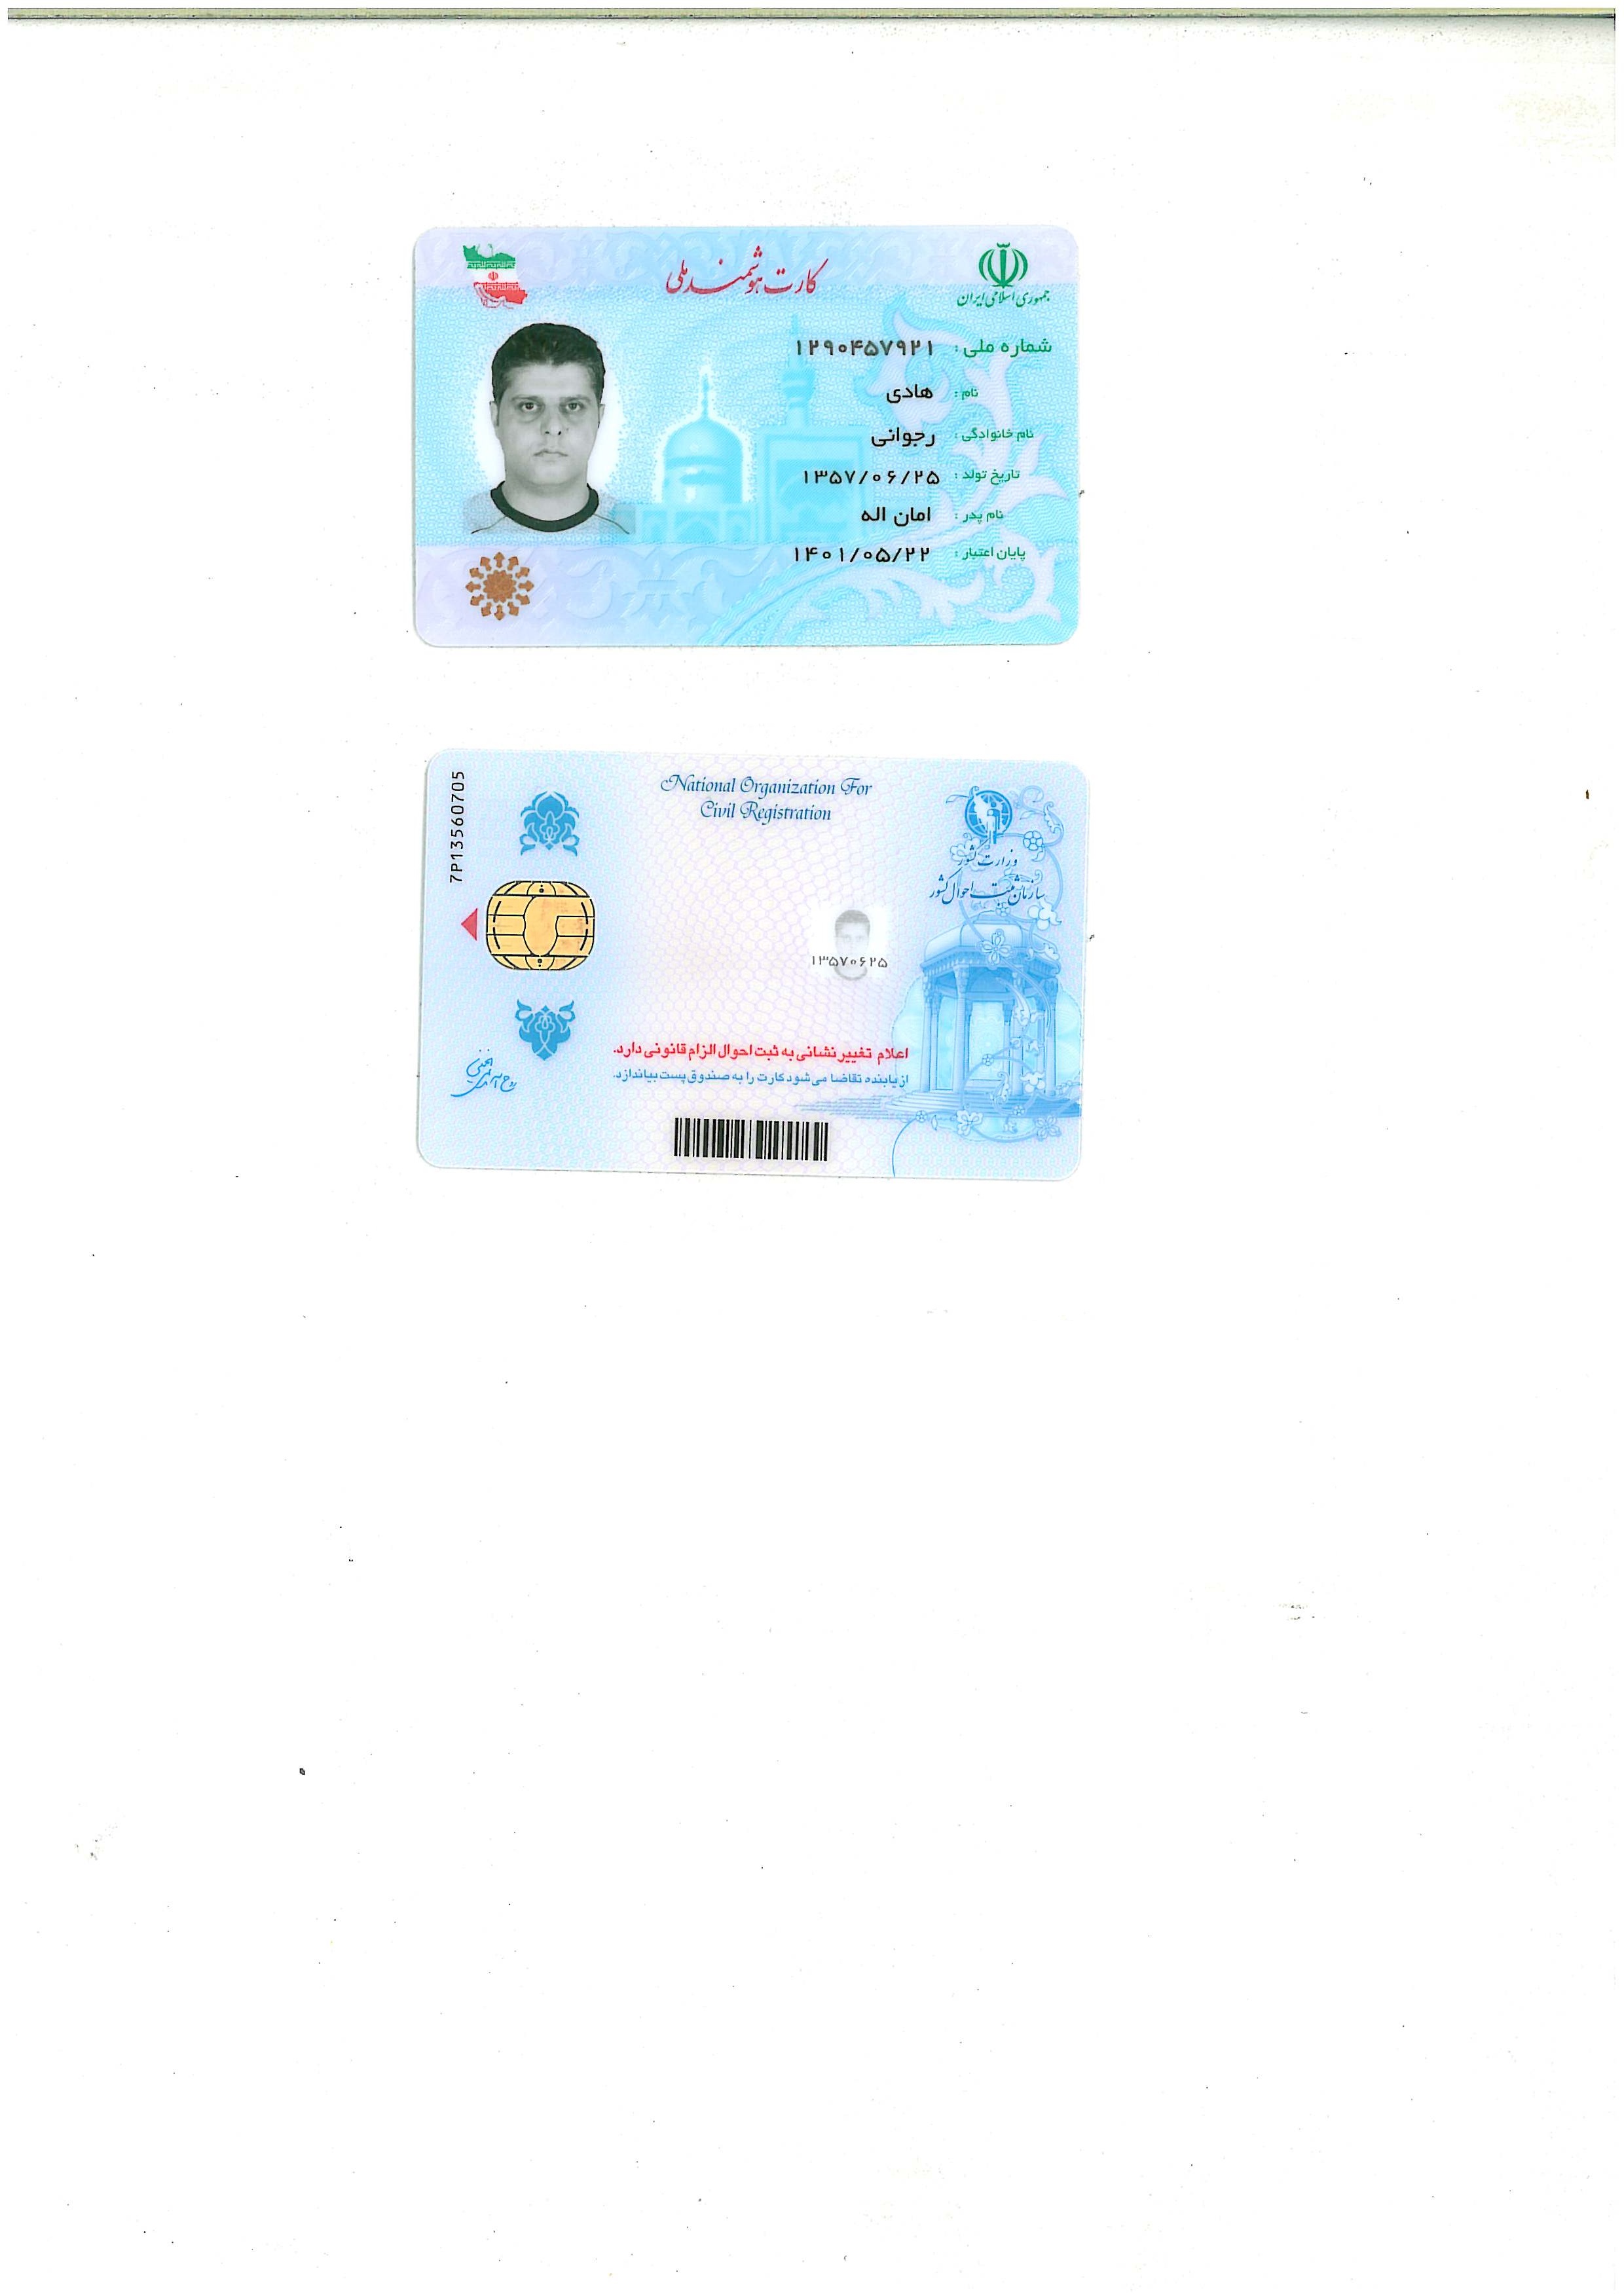 کارت هوشمند ملی
جمهوری اسلامی ایران
شماره ملی : ۱۲۹۰۴۵۷۹۲۱
نام : هادی
نام خانوادگی : رجوانی
تاریخ تولد : ۱۳۵۷/۰۶/۲۵
نام پدر : امان اله
پایان اعتبار : ۱۴۰۱/۰۵/۲۲
7P13560705
National Organization For
Civil Registration
وزارت کشور
سازمان ثبت احوال کشور
۱۳۵۷۰۶۲۵
اعلام تغییر نشانی به ثبت احوال الزام قانونی دارد.
از یابنده تقاضا می شود کارت را به صندوق پست بیاندازد.